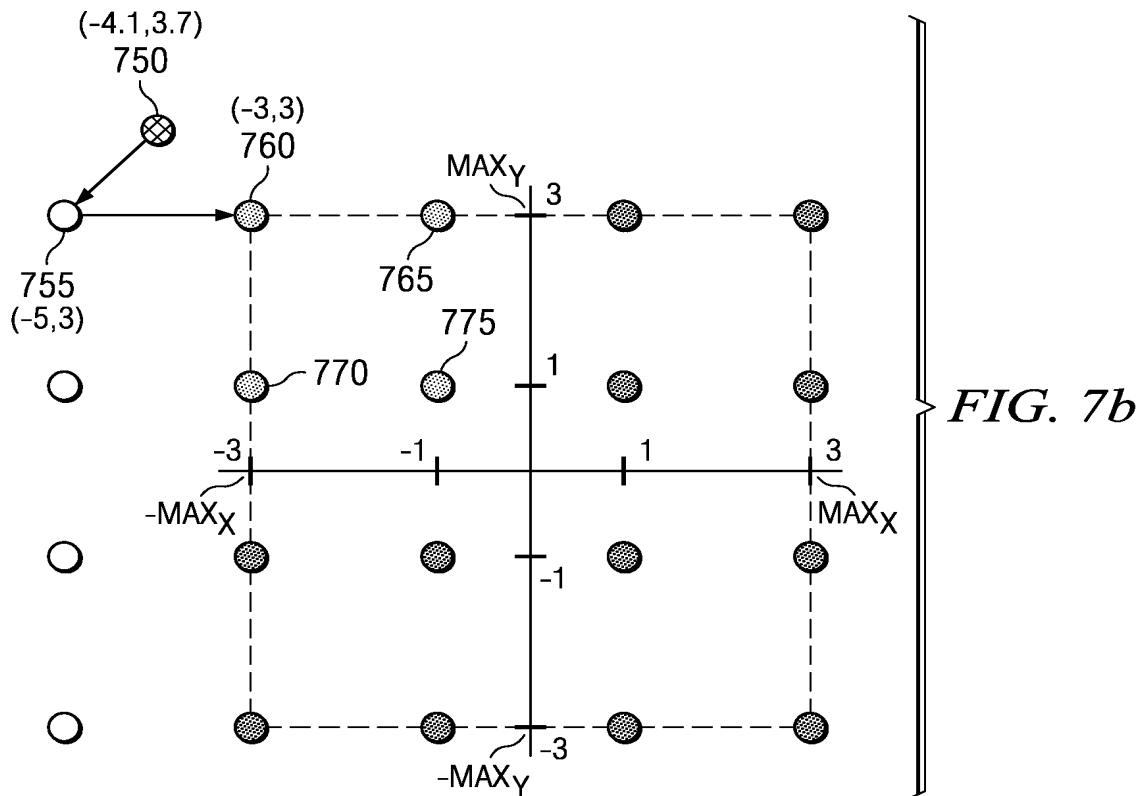 (-4.1,3.7)
750
(-3,3)
760
MAXY 3
755
(-5,3)
765
775
770
1
-3 -1 1 3
-MAXX
MAXX
-1
-3
-MAXY
FIG. 7b